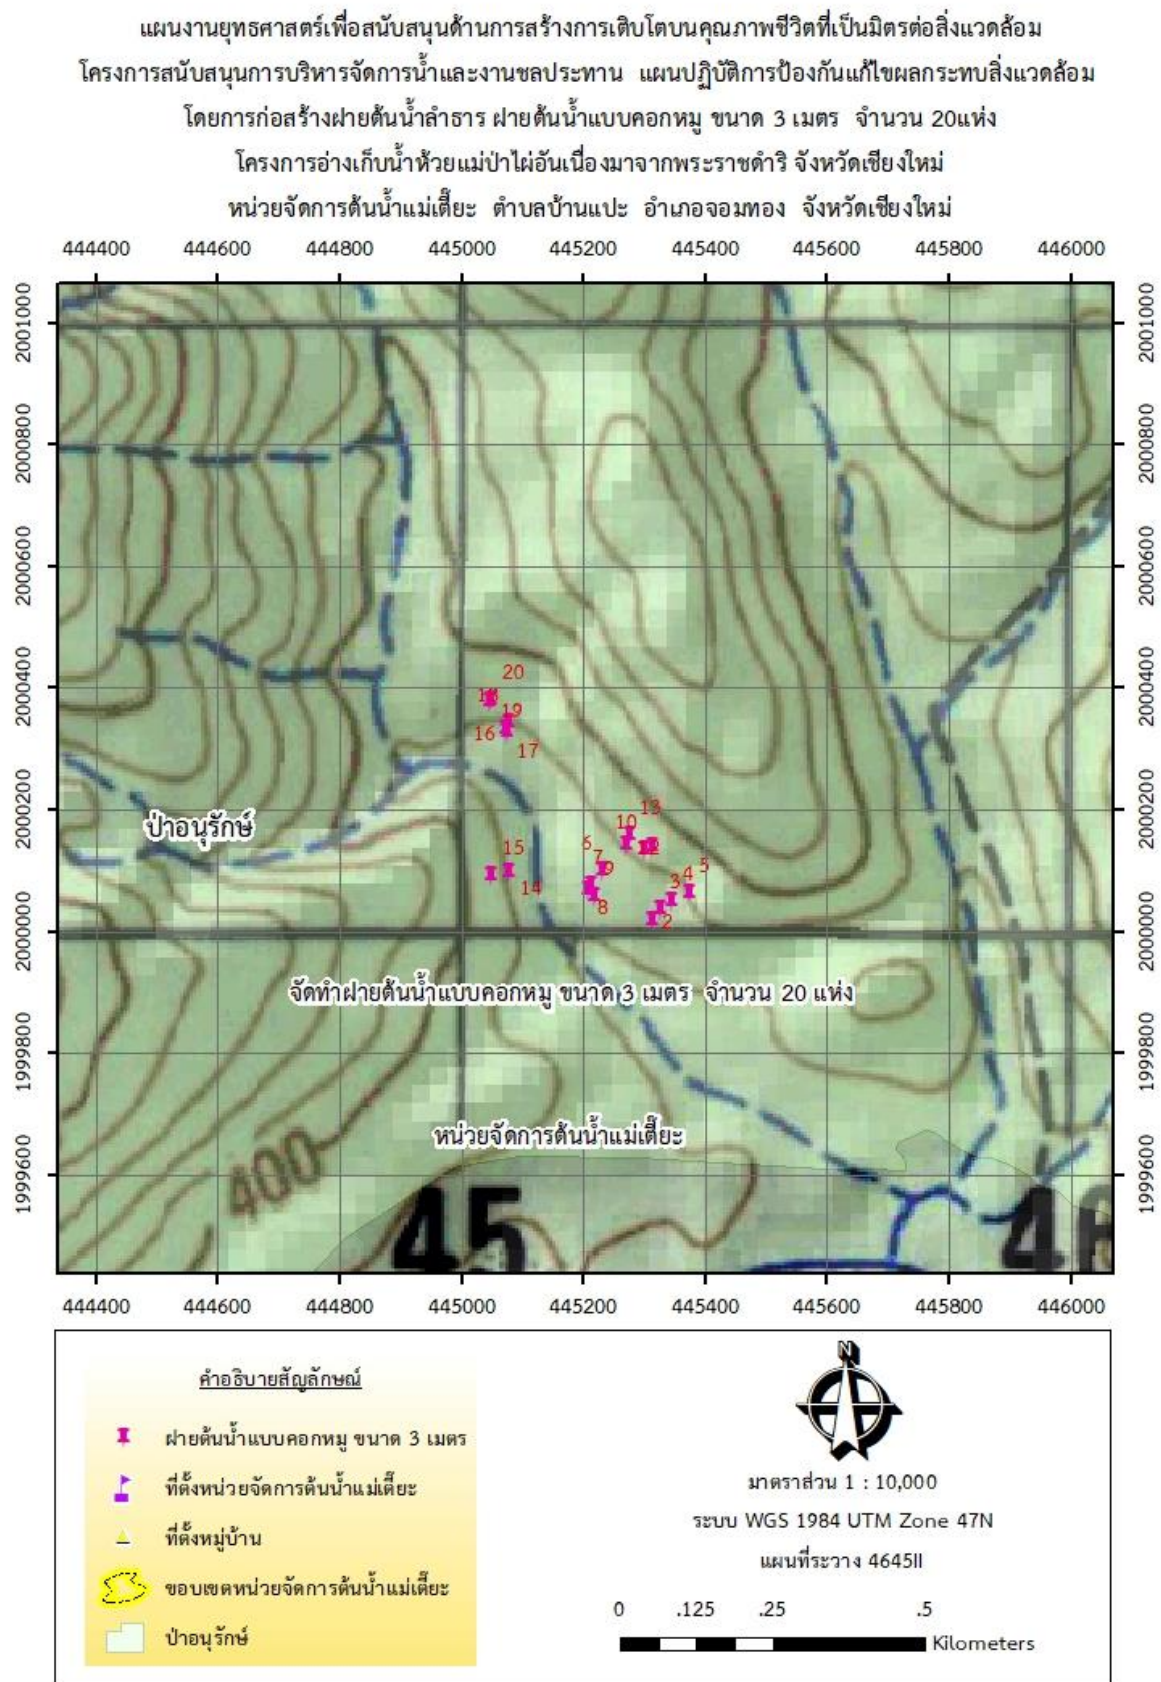 แผนงานยุทธศาสตร์เพื่อสนับสนุนด้านการสร้างการเติบโตบนคุณภาพชีวิตที่เป็นมิตรต่อสิ่งแวดล้อม
โครงการสนับสนุนการบริหารจัดการน้ำและงานชลประทาน แผนปฏิบัติการป้องกันแก้ไขผลกระทบสิ่งแวดล้อม
โดยการก่อสร้างฝายต้นน้ำลำธาร ฝายต้นน้ำแบบคอกหมู ขนาด 3 เมตร จำนวน 20แห่ง
โครงการอ่างเก็บน้ำห้วยแม่ป่าไผ่อันเนื่องมาจากพระราชดำริ จังหวัดเชียงใหม่
หน่วยจัดการต้นน้ำแม่เตี๊ยะ ตำบลบ้านแปะ อำเภอจอมทอง จังหวัดเชียงใหม่
444400 444600 444800 445000 445200 445400 445600 445800 446000
2001000 2001000
2000800 2000800
2000600 2000600
2000400 2000400
20
19
16
17
2000200 2000200
13
10
ป่าอนุรักษ์
15
6
7
9
12
5
4
3
14
8
2
2000000 2000000
จัดทำฝายต้นน้ำแบบคอกหมู ขนาด 3 เมตร จำนวน 20 แห่ง
1999800 1999800
หน่วยจัดการต้นน้ำแม่เตี๊ยะ
400
1999600 1999600
45 46
444400 444600 444800 445000 445200 445400 445600 445800 446000
คำอธิบายสัญลักษณ์
ฝายต้นน้ำแบบคอกหมู ขนาด 3 เมตร
ที่ตั้งหน่วยจัดการต้นน้ำแม่เตี๊ยะ
ที่ตั้งหมู่บ้าน
ขอบเขตหน่วยจัดการต้นน้ำแม่เตี๊ยะ
ป่าอนุรักษ์
N
มาตราส่วน 1 : 10,000
ระบบ WGS 1984 UTM Zone 47N
แผนที่ระวาง 4645II
0 .125 .25 .5
Kilometers